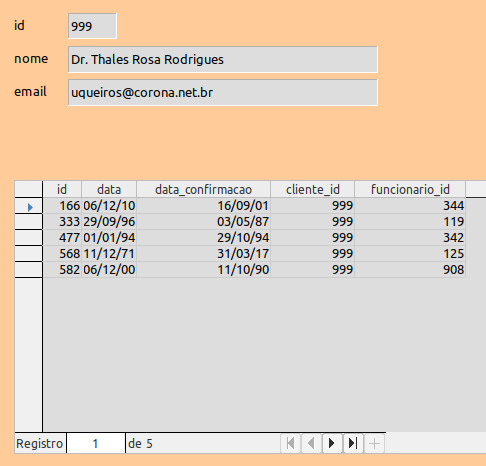 id 999
nome Dr. Thales Rosa Rodrigues
email uqueiros@corona.net.br
id data data_confirmacao cliente_id funcionario_id
166 06/12/10 16/09/01 999 344
333 29/09/96 03/05/87 999 119
477 01/01/94 29/10/94 999 342
568 11/12/71 31/03/17 999 125
582 06/12/00 11/10/90 999 908
Registro 1 de 5